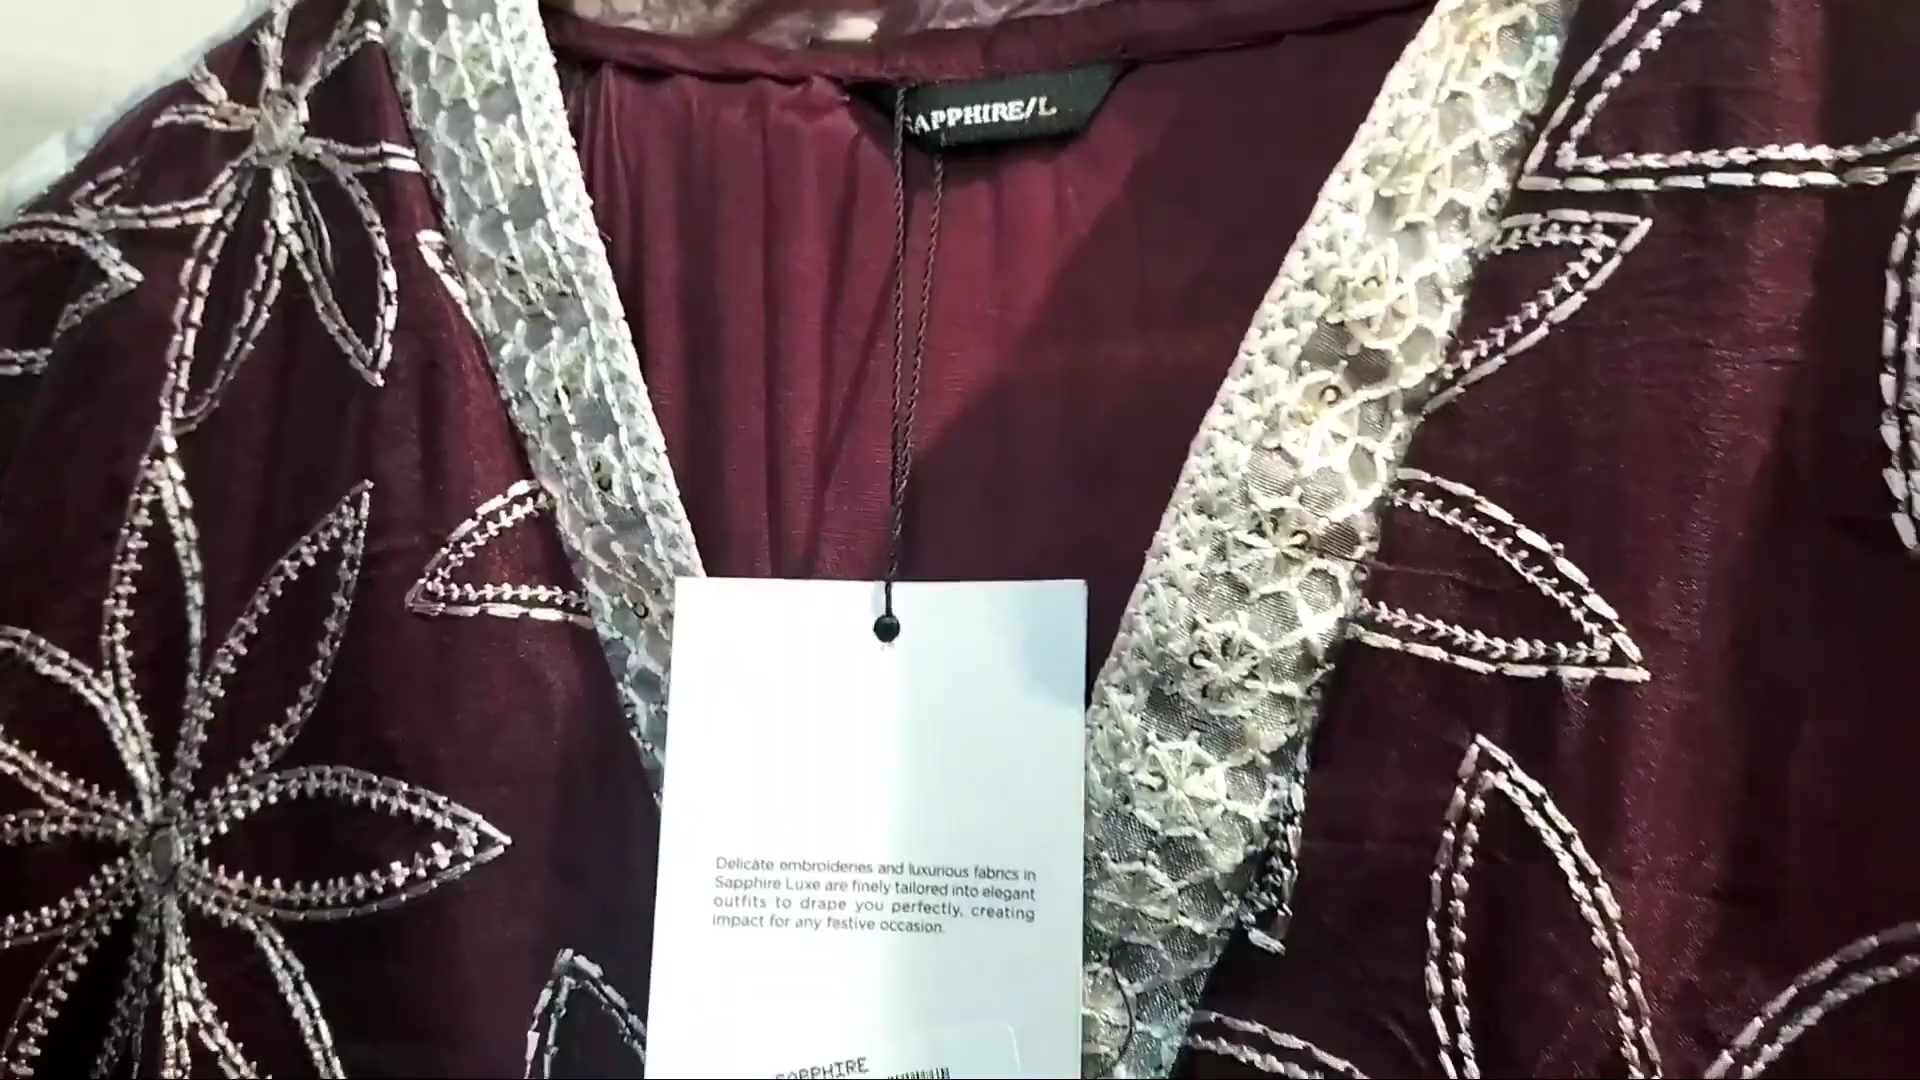 SAPPHIRE/L
Delicate embroideries and luxurious fabrics in
Sapphire Luxe are finely tailored into elegant
outfits to drape you perfectly, creating
impact for any festive occasion.
SAPPHIRE